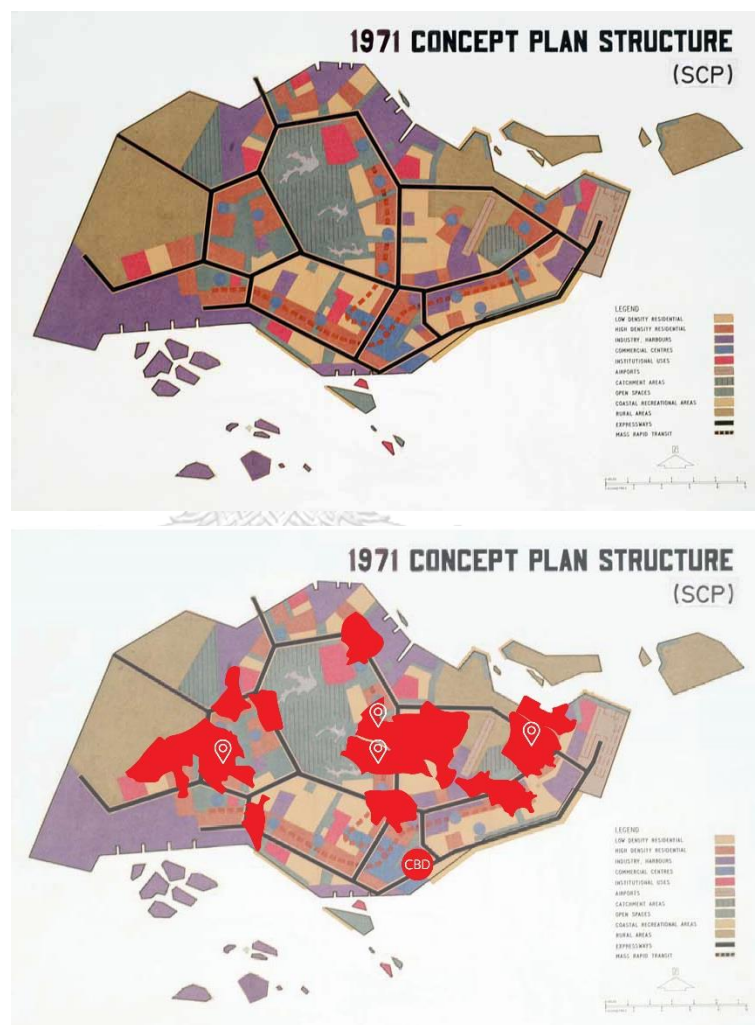 1971 CONCEPT PLAN STRUCTURE
(SCP)
LEGEND
LOW DENSITY RESIDENTIAL
HIGH DENSITY RESIDENTIAL
INDUSTRY, HARBOURS
COMMERCIAL CENTRES
INSTITUTIONAL USES
AIRPORTS
CATCHMENT AREAS
OPEN SPACES
COASTAL RECREATIONAL AREAS
RURAL AREAS
EXPRESSWAYS
MASS RAPID TRANSIT
1971 CONCEPT PLAN STRUCTURE
(SCP)
CBD
LEGEND
LOW DENSITY RESIDENTIAL
HIGH DENSITY RESIDENTIAL
INDUSTRY, HARBOURS
COMMERCIAL CENTRES
INSTITUTIONAL USES
AIRPORTS
CATCHMENT AREAS
OPEN SPACES
COASTAL RECREATIONAL AREAS
RURAL AREAS
EXPRESSWAYS
MASS RAPID TRANSIT